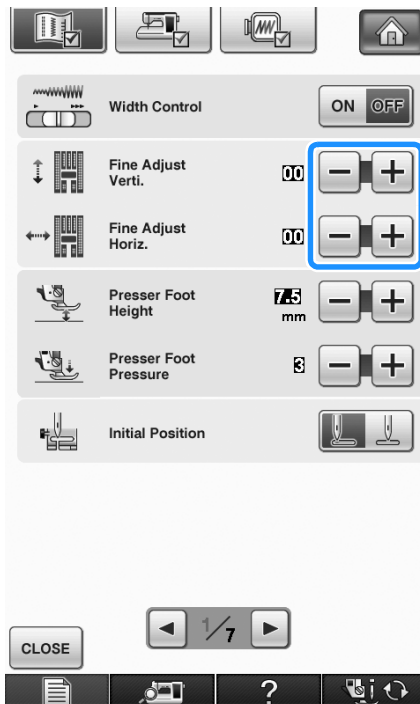 Width Control
ON OFF
Fine Adjust
Verti.
00
− +
Fine Adjust
Horiz.
00
− +
Presser Foot
Height
7.5
mm
− +
Presser Foot
Pressure
3
− +
Initial Position
1/7
CLOSE
?